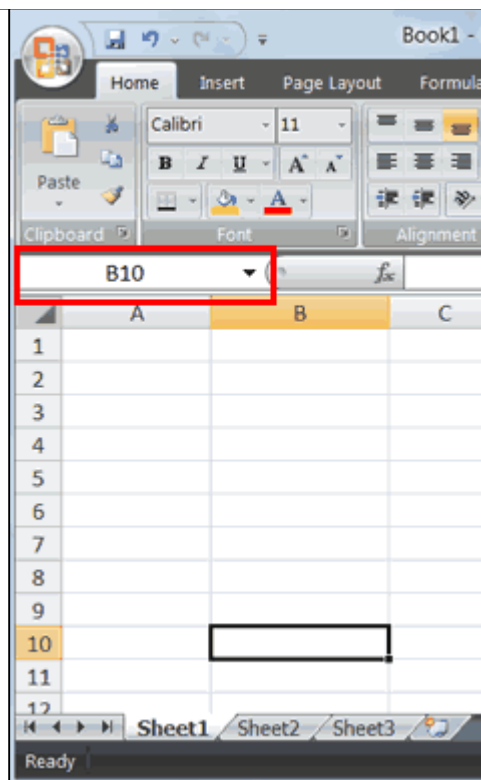 Book1 -
Home Insert Page Layout Formula
Calibri 11
B I U A A
Paste A
Clipboard Font Alignment
B10 fx
A B C
1
2
3
4
5
6
7
8
9
10
11
12
Sheet1 Sheet2 Sheet3
Ready